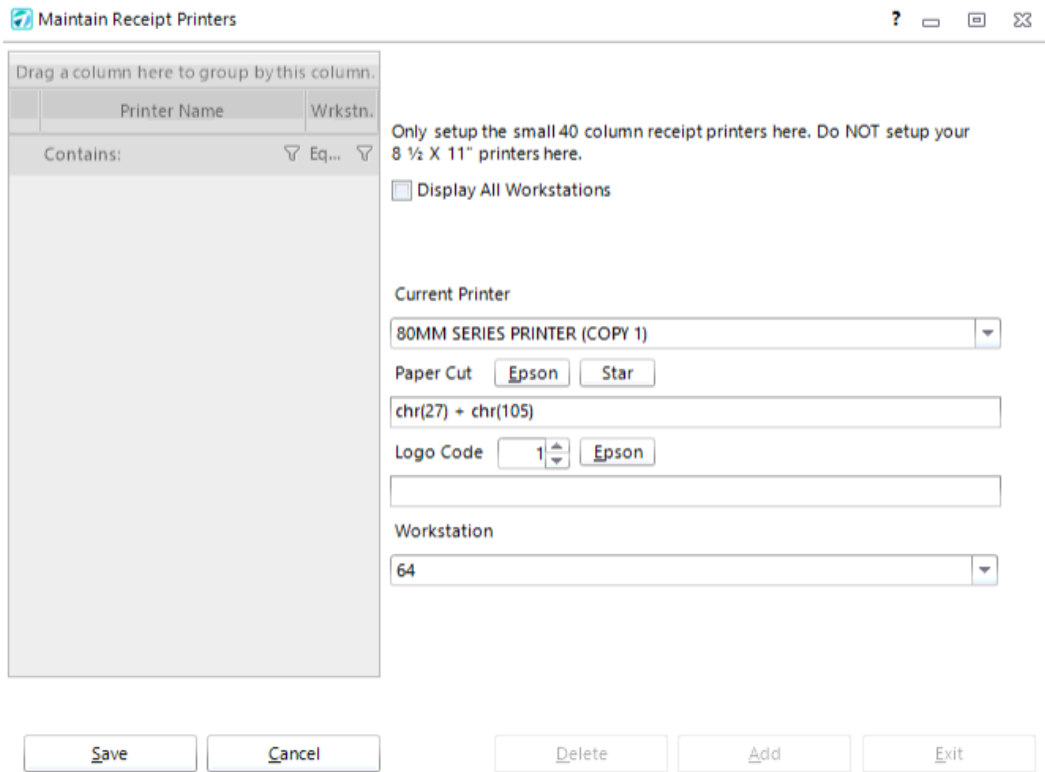 Maintain Receipt Printers
?
Drag a column here to group by this column.
Printer Name Wrkstn.
Contains: Eq...
Only setup the small 40 column receipt printers here. Do NOT setup your
8 ½ X 11" printers here.
Display All Workstations
Current Printer
80MM SERIES PRINTER (COPY 1)
Paper Cut Epson Star
chr(27) + chr(105)
Logo Code 1 Epson
Workstation
64
Save Cancel Delete Add Exit